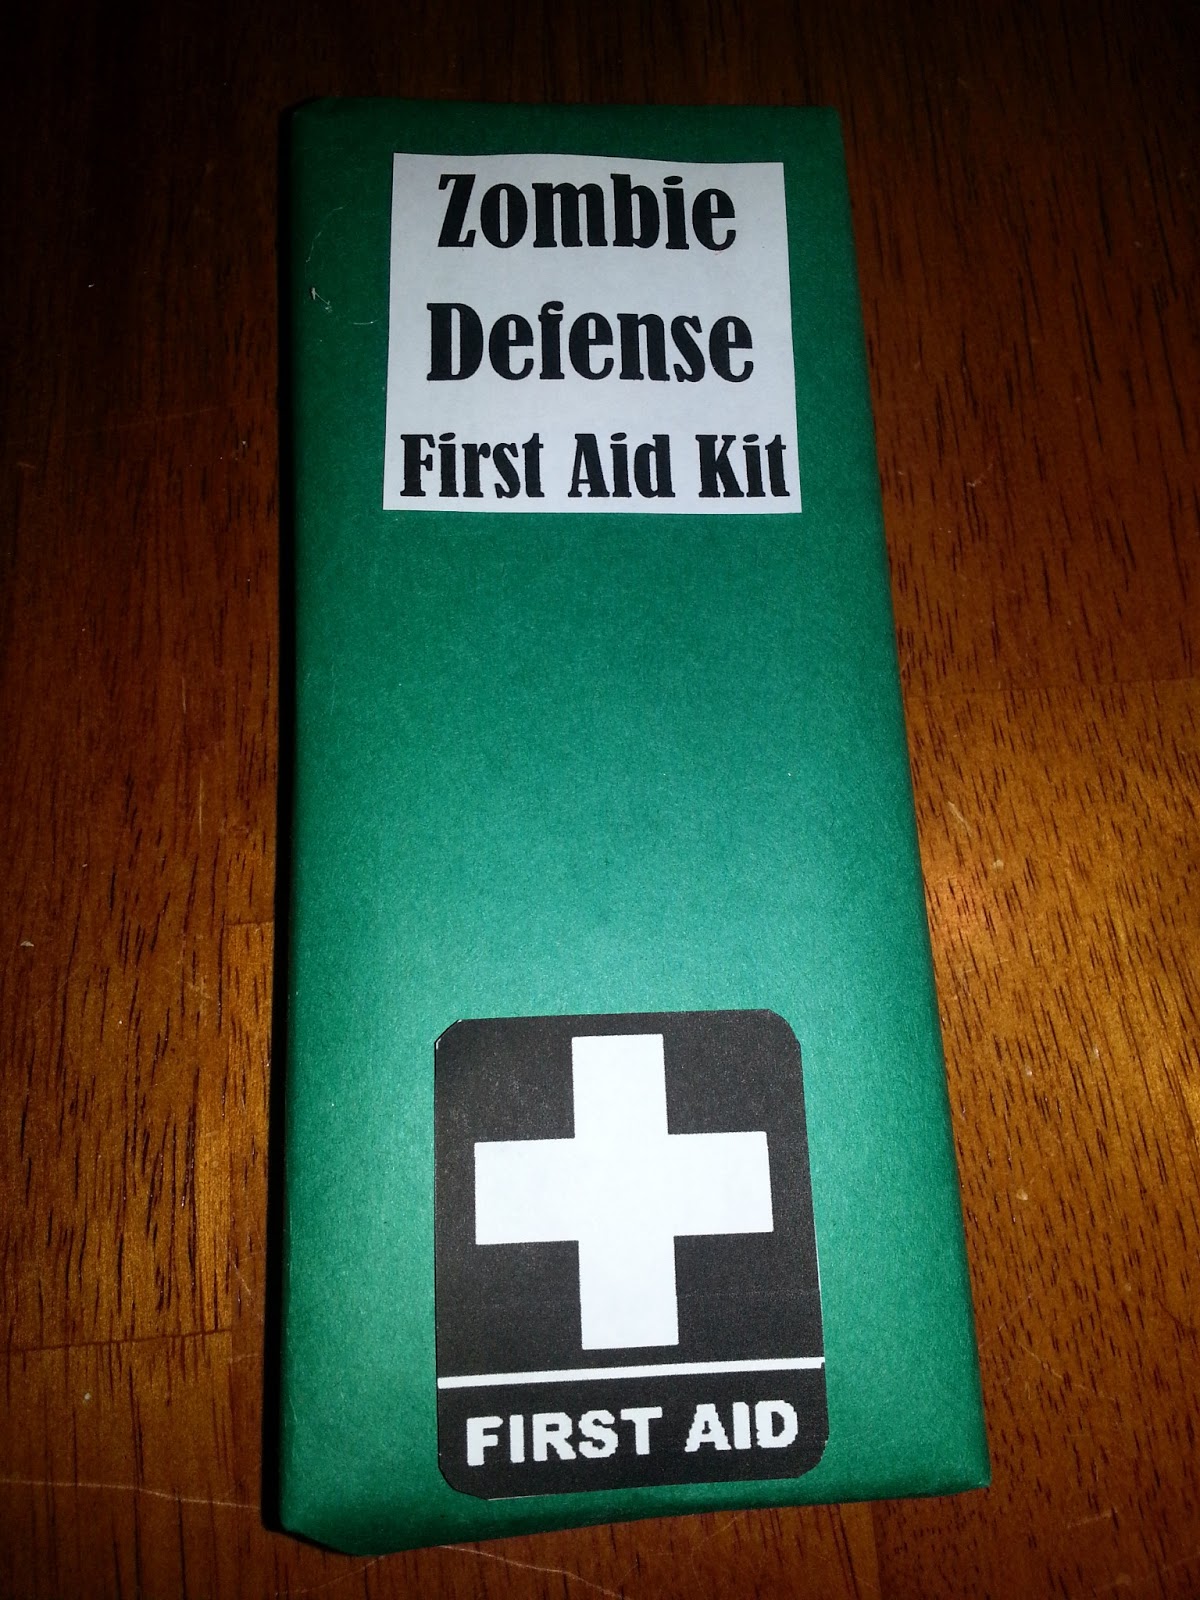 Zombie
Defense
First Aid Kit
FIRST AID